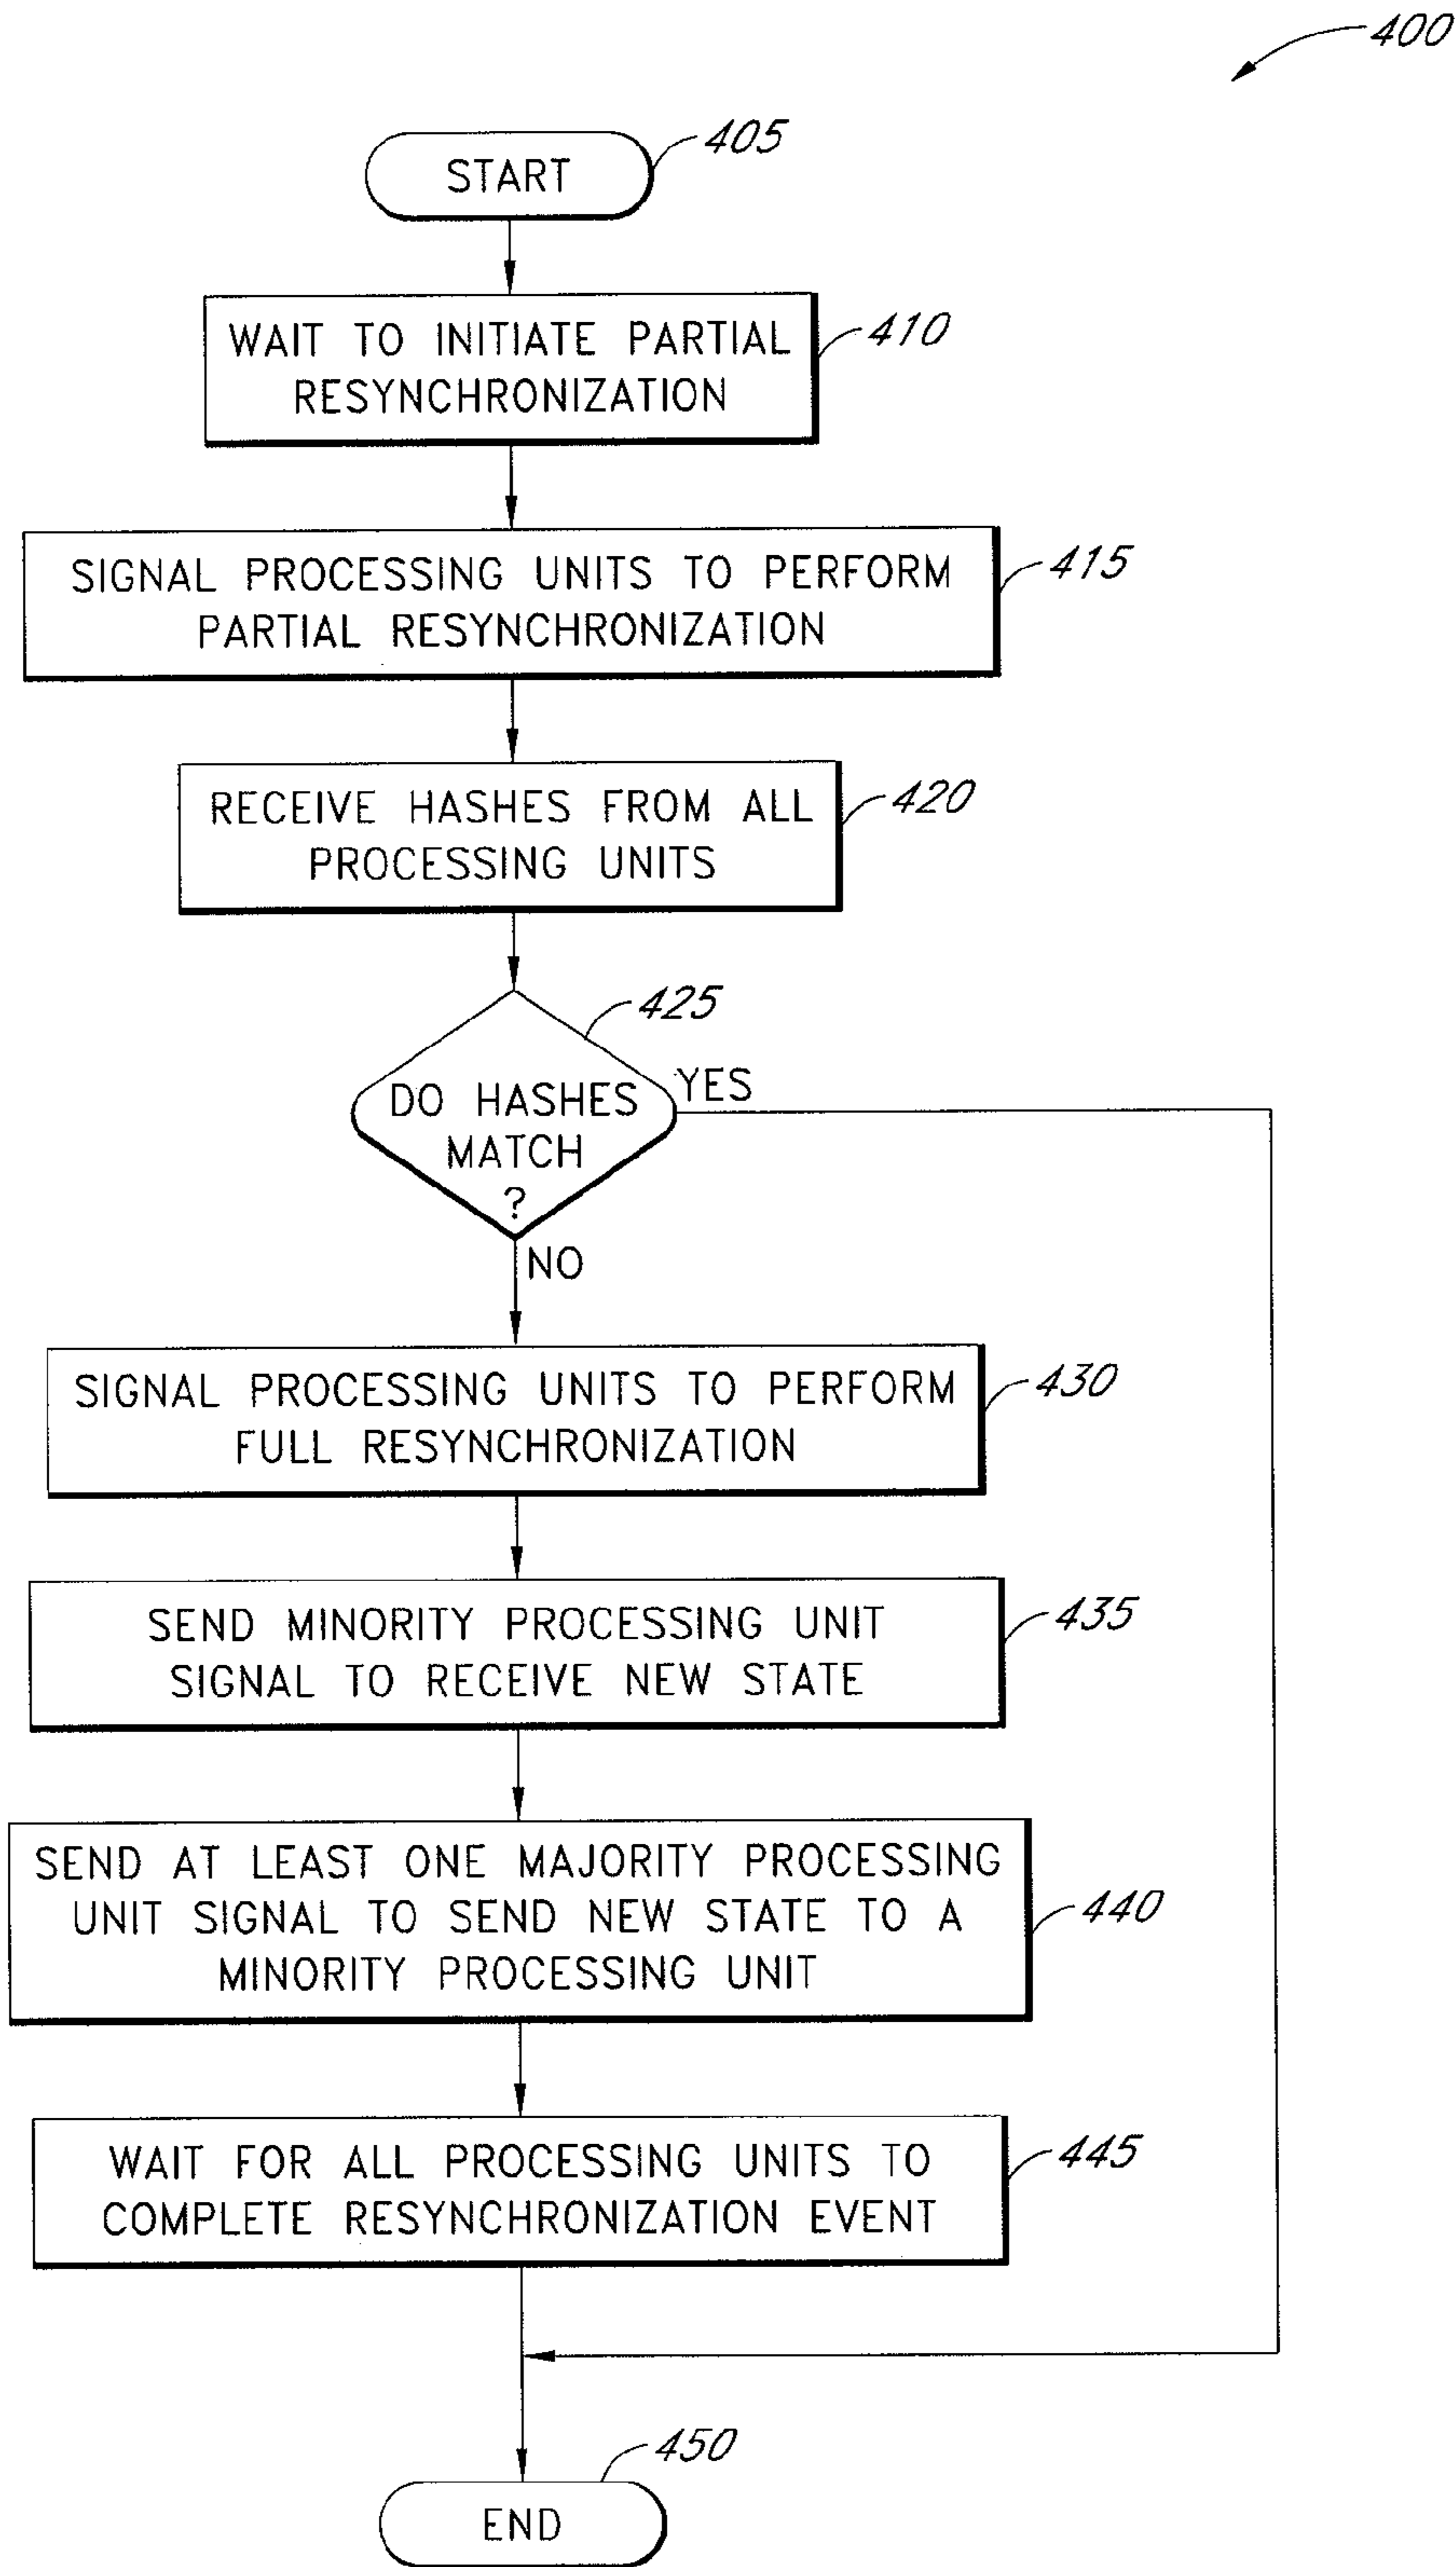 400
START
405
WAIT TO INITIATE PARTIAL
RESYNCHRONIZATION
410
SIGNAL PROCESSING UNITS TO PERFORM
PARTIAL RESYNCHRONIZATION
415
RECEIVE HASHES FROM ALL
PROCESSING UNITS
420
425
DO HASHES
MATCH
?
YES
NO
SIGNAL PROCESSING UNITS TO PERFORM
FULL RESYNCHRONIZATION
430
SEND MINORITY PROCESSING UNIT
SIGNAL TO RECEIVE NEW STATE
435
SEND AT LEAST ONE MAJORITY PROCESSING
UNIT SIGNAL TO SEND NEW STATE TO A
MINORITY PROCESSING UNIT
440
WAIT FOR ALL PROCESSING UNITS TO
COMPLETE RESYNCHRONIZATION EVENT
445
450
END